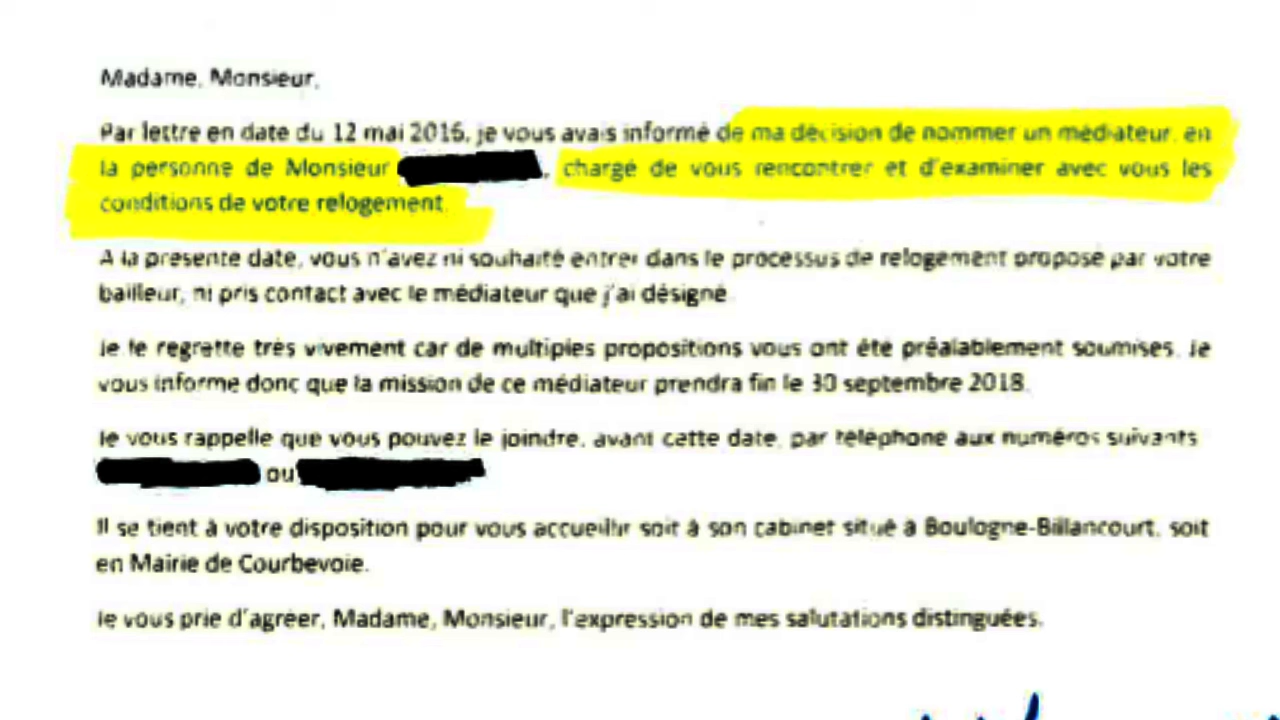 Madame, Monsieur,
Par lettre en date du 12 mai 2016, je vous avais informé de ma décision de nommer un médiateur, en
la personne de Monsieur , chargé de vous rencontrer et d'examiner avec vous les
conditions de votre relogement.
A la présente date, vous n'avez ni souhaité entrer dans le processus de relogement proposé par votre
bailleur, ni pris contact avec le médiateur que j'ai désigné.
Je le regrette très vivement car de multiples propositions vous ont été préalablement soumises. Je
vous informe donc que la mission de ce médiateur prendra fin le 30 septembre 2018.
Je vous rappelle que vous pouvez le joindre, avant cette date, par téléphone aux numéros suivants
ou
Il se tient à votre disposition pour vous accueillir soit à son cabinet situé à Boulogne-Billancourt, soit
en Mairie de Courbevoie.
Je vous prie d'agréer, Madame, Monsieur, l'expression de mes salutations distinguées.